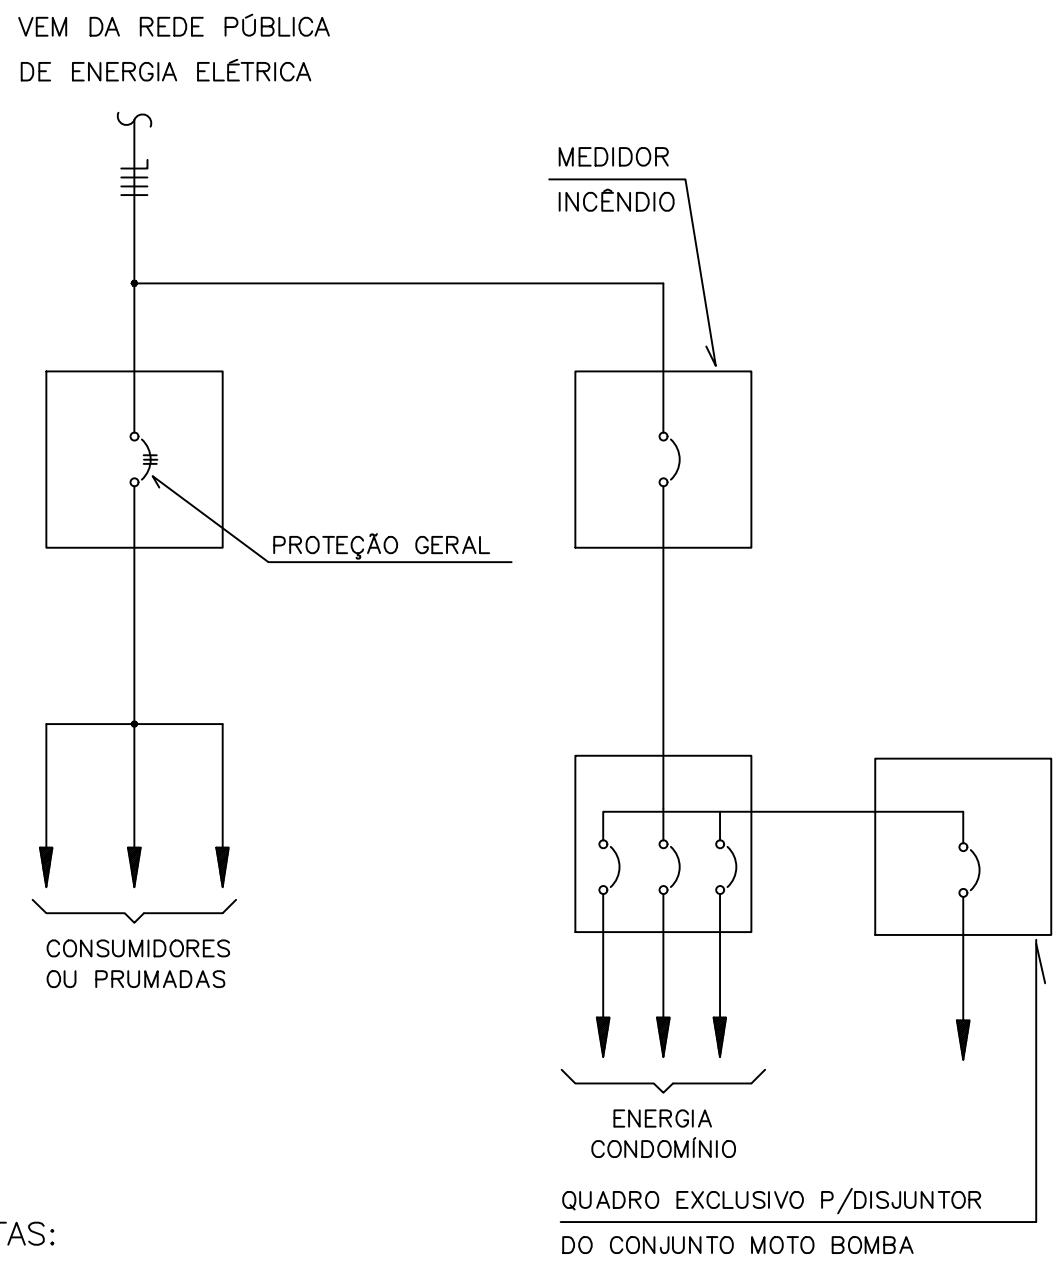 VEM DA REDE PÚBLICA
DE ENERGIA ELÉTRICA
MEDIDOR
INCÊNDIO
PROTEÇÃO GERAL
CONSUMIDORES
OU PRUMADAS
ENERGIA
CONDOMÍNIO
QUADRO EXCLUSIVO P/DISJUNTOR
DO CONJUNTO MOTO BOMBA
TAS: